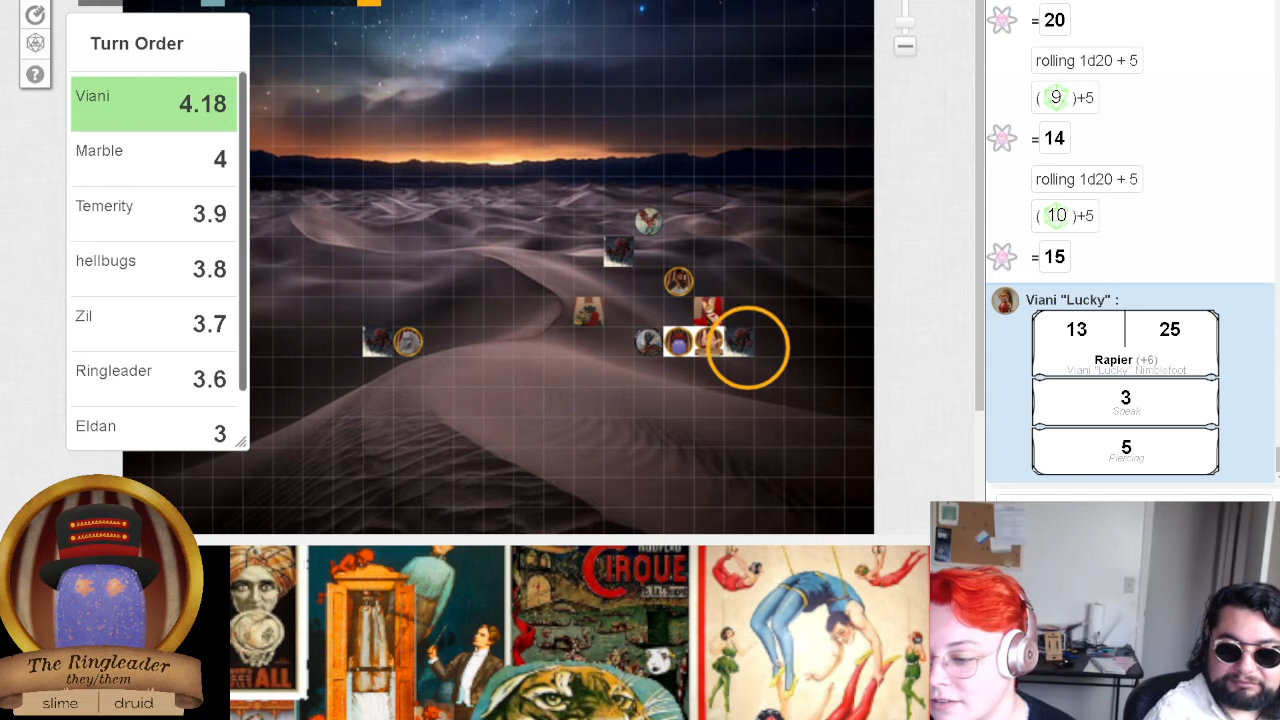 Turn Order
Viani
4.18
Marble
4
Temerity
3.9
hellbugs
3.8
Zil
3.7
Ringleader
3.6
Eldan
3
= 20
rolling 1d20 + 5
( 9 )+5
= 14
rolling 1d20 + 5
( 10 )+5
= 15
Viani "Lucky" :
13 25
Rapier (+6)
Viani "Lucky" Nimblefoot
3
Sneak
5
Piercing
The Ringleader
they/them
slime druid
ALL
CIRQUE